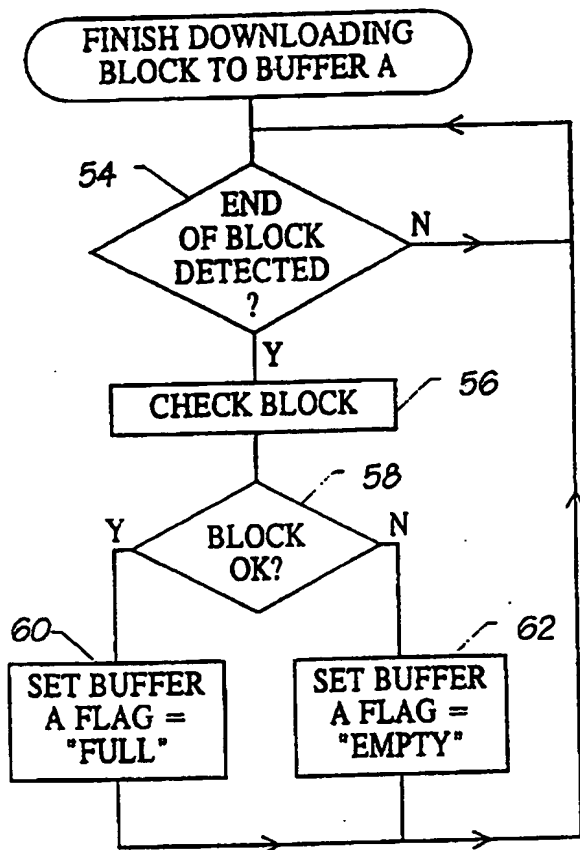 FINISH DOWNLOADING
BLOCK TO BUFFER A
54
END
OF BLOCK
DETECTED
?
N
Y
CHECK BLOCK
56
58
Y
BLOCK
OK?
N
60
62
SET BUFFER
A FLAG =
"FULL"
SET BUFFER
A FLAG =
"EMPTY"